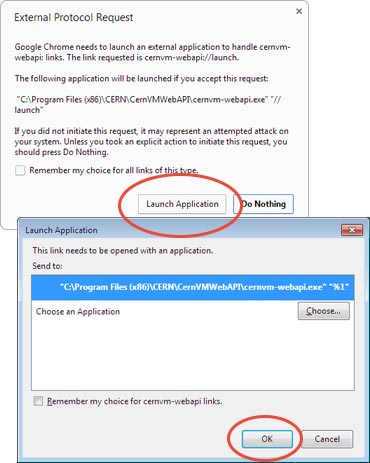 External Protocol Request
Google Chrome needs to launch an external application to handle cernvm-
webapi: links. The link requested is cernvm-webapi://launch.
The following application will be launched if you accept this request:
"C:\Program Files (x86)\CERN\CernVMWebAPI\cernvm-webapi.exe" "//
launch"
If you did not initiate this request, it may represent an attempted attack on
your system. Unless you took an explicit action to initiate this request, you
should press Do Nothing.
Remember my choice for all links of this type.
Launch Application
Do Nothing
Launch Application
This link needs to be opened with an application.
Send to:
"C:\Program Files (x86)\CERN\CernVMWebAPI\cernvm-webapi.exe" "%1"
Choose an Application
Choose...
Remember my choice for cernvm-webapi links.
OK
Cancel